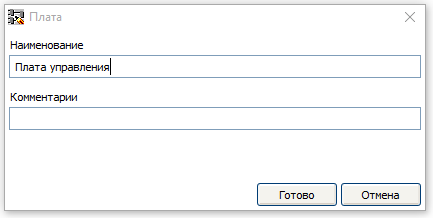 Плата
Наименование
Плата управления
Комментарии
Готово
Отмена